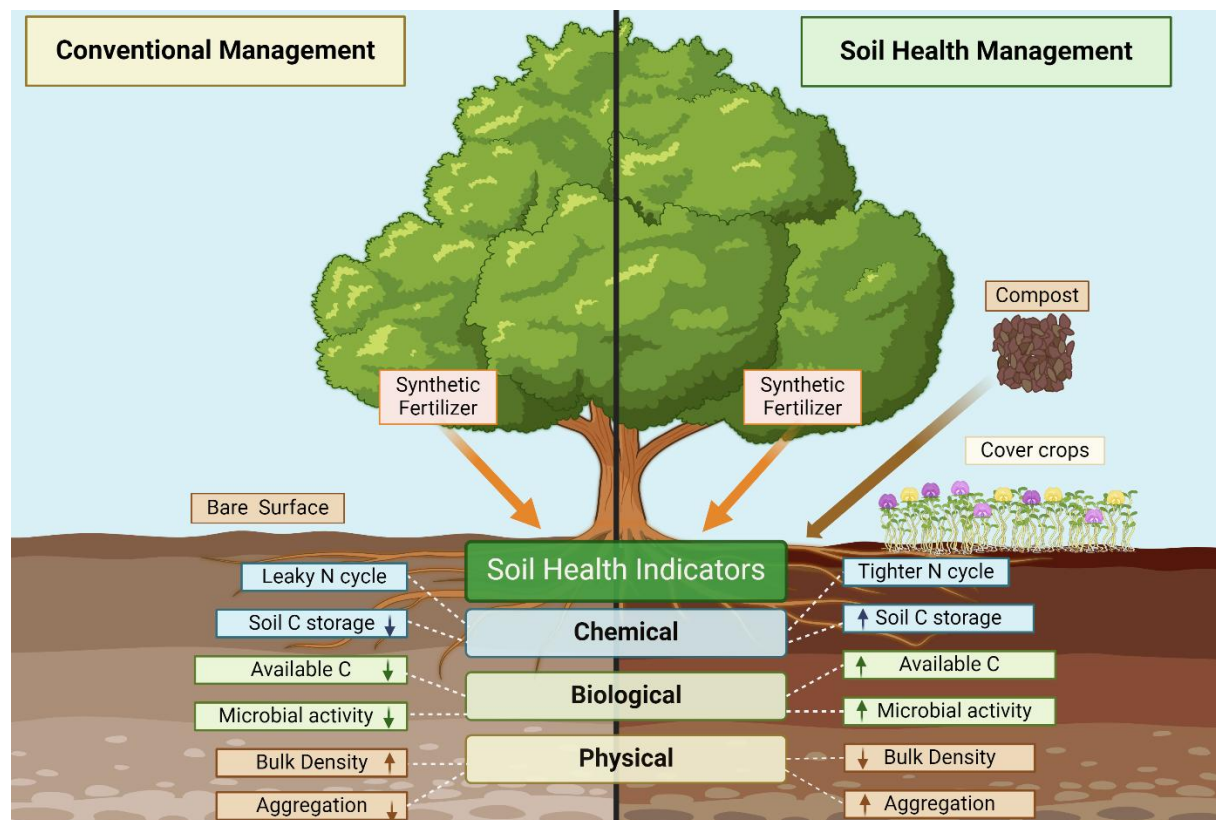 Conventional Management
Soil Health Management
Compost
Synthetic
Fertilizer
Synthetic
Fertilizer
Cover crops
Bare Surface
Soil Health Indicators
Leaky N cycle
Tighter N cycle
Chemical
Soil C storage ↓
↑ Soil C storage
Available C ↓
↑ Available C
Biological
Microbial activity ↓
↑ Microbial activity
Physical
Bulk Density ↑
↓ Bulk Density
Aggregation ↓
↑ Aggregation